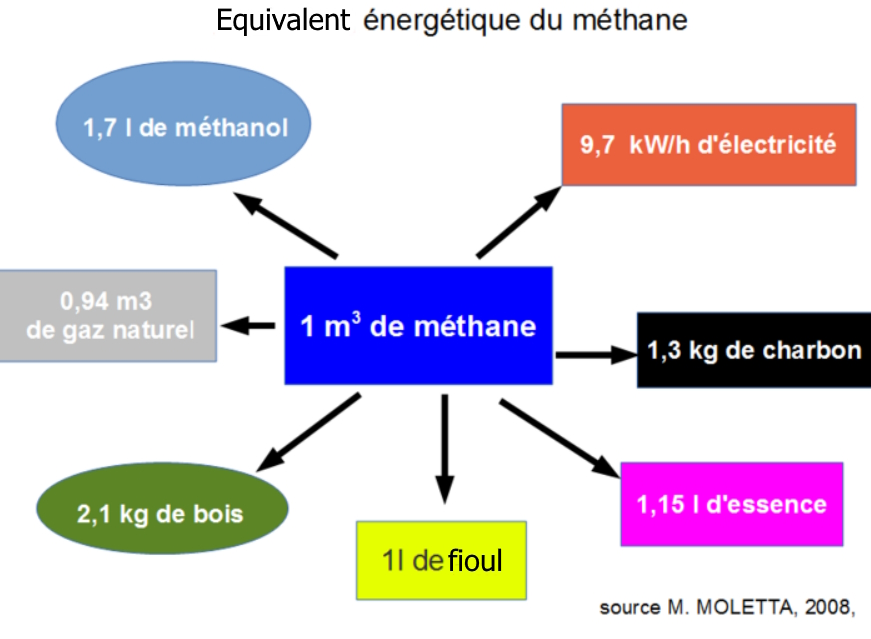 Equivalent énergétique du méthane
1,7 l de méthanol
9,7 kW/h d'électricité
0,94 m3
de gaz naturel
1 m³ de méthane
1,3 kg de charbon
2,1 kg de bois
1l de fioul
1,15 l d'essence
source M. MOLETTA, 2008,